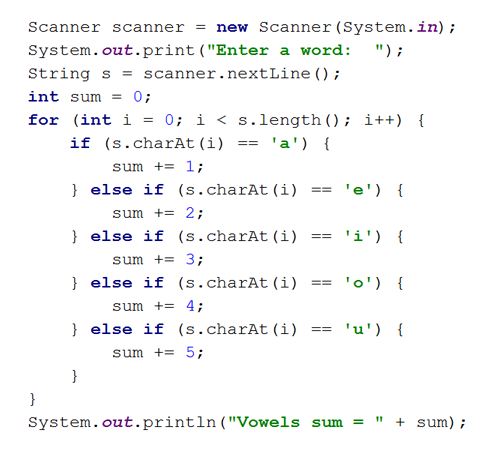 Scanner scanner = new Scanner(System.in);
System.out.print("Enter a word:  ");
String s = scanner.nextLine();
int sum = 0;
for (int i = 0; i < s.length(); i++) {
    if (s.charAt(i) == 'a') {
        sum += 1;
    } else if (s.charAt(i) == 'e') {
        sum += 2;
    } else if (s.charAt(i) == 'i') {
        sum += 3;
    } else if (s.charAt(i) == 'o') {
        sum += 4;
    } else if (s.charAt(i) == 'u') {
        sum += 5;
    }
}
System.out.println("Vowels sum = " + sum);